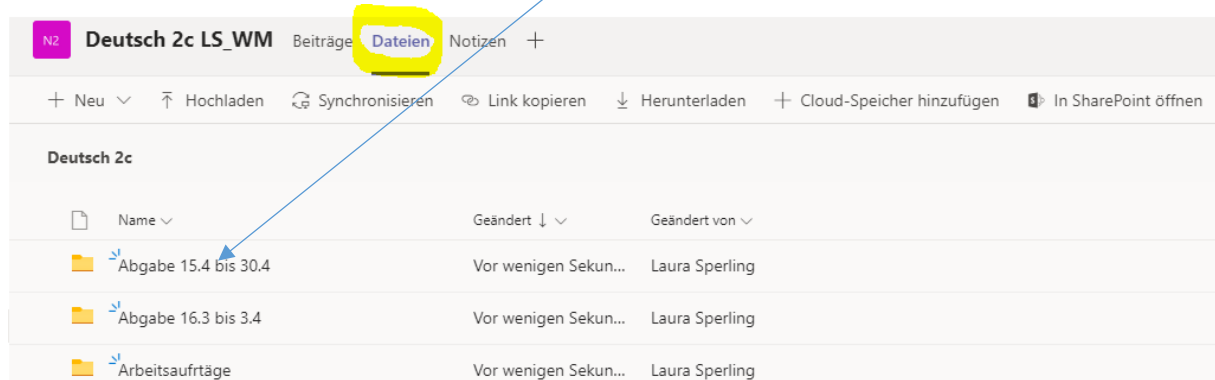 N2 Deutsch 2c LS_WM Beiträge Dateien Notizen +
+ Neu Hochladen Synchronisieren Link kopieren Herunterladen + Cloud-Speicher hinzufügen In SharePoint öffnen
Deutsch 2c
Name Geändert ↓ Geändert von
Abgabe 15.4 bis 30.4 Vor wenigen Sekun... Laura Sperling
Abgabe 16.3 bis 3.4 Vor wenigen Sekun... Laura Sperling
Arbeitsaufrtäge Vor wenigen Sekun... Laura Sperling